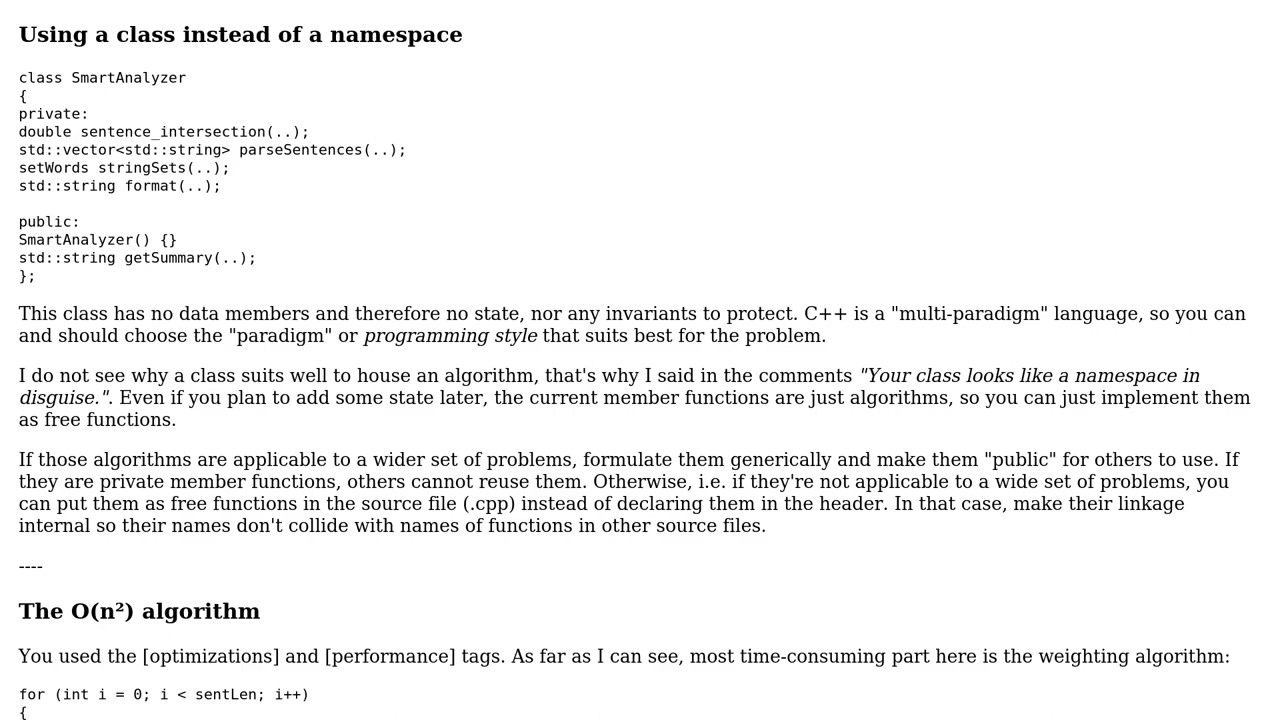 Using a class instead of a namespace
class SmartAnalyzer
{
private:
double sentence_intersection(..);
std::vector<std::string> parseSentences(..);
setWords stringSets(..);
std::string format(..);
public:
SmartAnalyzer() {}
std::string getSummary(..);
};
This class has no data members and therefore no state, nor any invariants to protect. C++ is a "multi-paradigm" language, so you can
and should choose the "paradigm" or programming style that suits best for the problem.
I do not see why a class suits well to house an algorithm, that's why I said in the comments "Your class looks like a namespace in
disguise.". Even if you plan to add some state later, the current member functions are just algorithms, so you can just implement them
as free functions.
If those algorithms are applicable to a wider set of problems, formulate them generically and make them "public" for others to use. If
they are private member functions, others cannot reuse them. Otherwise, i.e. if they're not applicable to a wide set of problems, you
can put them as free functions in the source file (.cpp) instead of declaring them in the header. In that case, make their linkage
internal so their names don't collide with names of functions in other source files.
----
The O(n²) algorithm
You used the [optimizations] and [performance] tags. As far as I can see, most time-consuming part here is the weighting algorithm:
for (int i = 0; i < sentLen; i++)
{